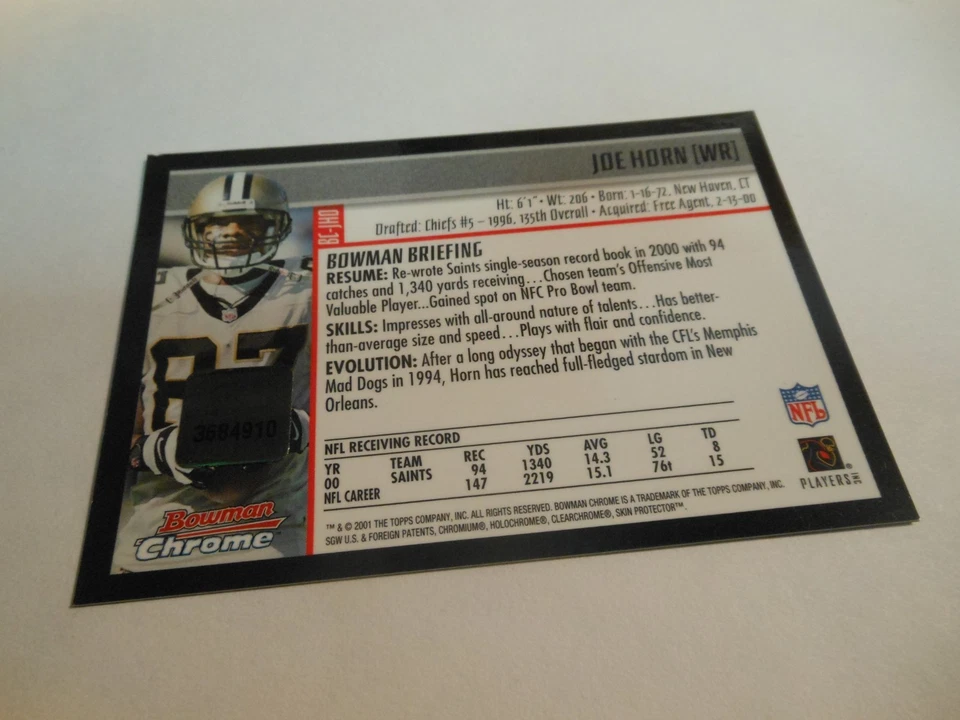 JOE HORN [WR]
Ht: 6'1" • Wt: 206 • Born: 1-16-72, New Haven, CT
Drafted: Chiefs #5 – 1996, 135th Overall • Acquired: Free Agent, 2-13-00
BC-JHO
BOWMAN BRIEFING
RESUME: Re-wrote Saints single-season record book in 2000 with 94
catches and 1,340 yards receiving...Chosen team's Offensive Most
Valuable Player...Gained spot on NFC Pro Bowl team.
SKILLS: Impresses with all-around nature of talents...Has better-
than-average size and speed...Plays with flair and confidence.
EVOLUTION: After a long odyssey that began with the CFL's Memphis
Mad Dogs in 1994, Horn has reached full-fledged stardom in New
Orleans.
87
3684910
NFL RECEIVING RECORD
YR TEAM REC YDS AVG LG TD
00 SAINTS 94 1340 14.3 52 8
NFL CAREER 147 2219 15.1 76t 15
NFL
PLAYERS INC
Bowman
Chrome
™ & © 2001 THE TOPPS COMPANY, INC. ALL RIGHTS RESERVED. BOWMAN CHROME IS A TRADEMARK OF THE TOPPS COMPANY, INC.
SGW U.S. & FOREIGN PATENTS, CHROMIUM®, HOLOCHROME®, CLEARCHROME®, SKIN PROTECTOR™.